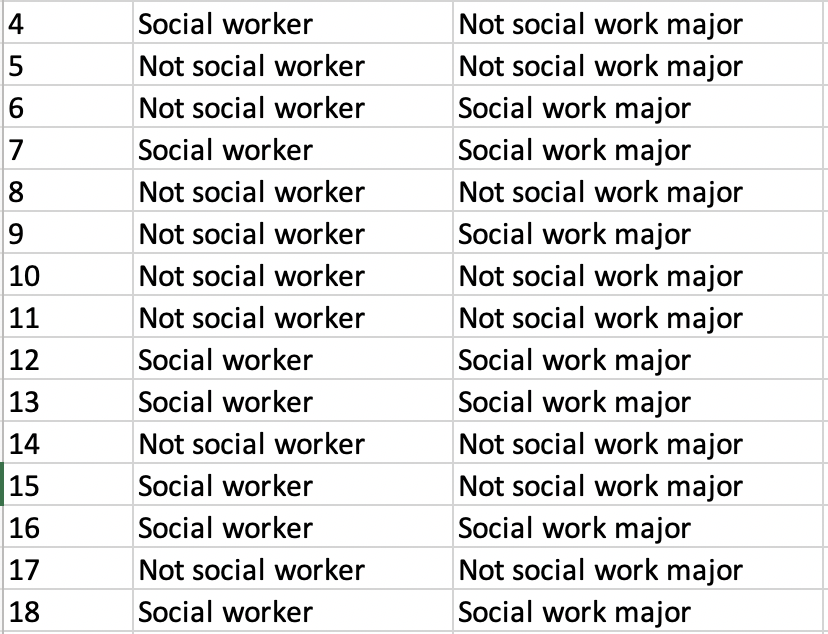 4 Social worker Not social work major
5 Not social worker Not social work major
6 Not social worker Social work major
7 Social worker Social work major
8 Not social worker Not social work major
9 Not social worker Social work major
10 Not social worker Not social work major
11 Not social worker Not social work major
12 Social worker Social work major
13 Social worker Social work major
14 Not social worker Not social work major
15 Social worker Not social work major
16 Social worker Social work major
17 Not social worker Not social work major
18 Social worker Social work major